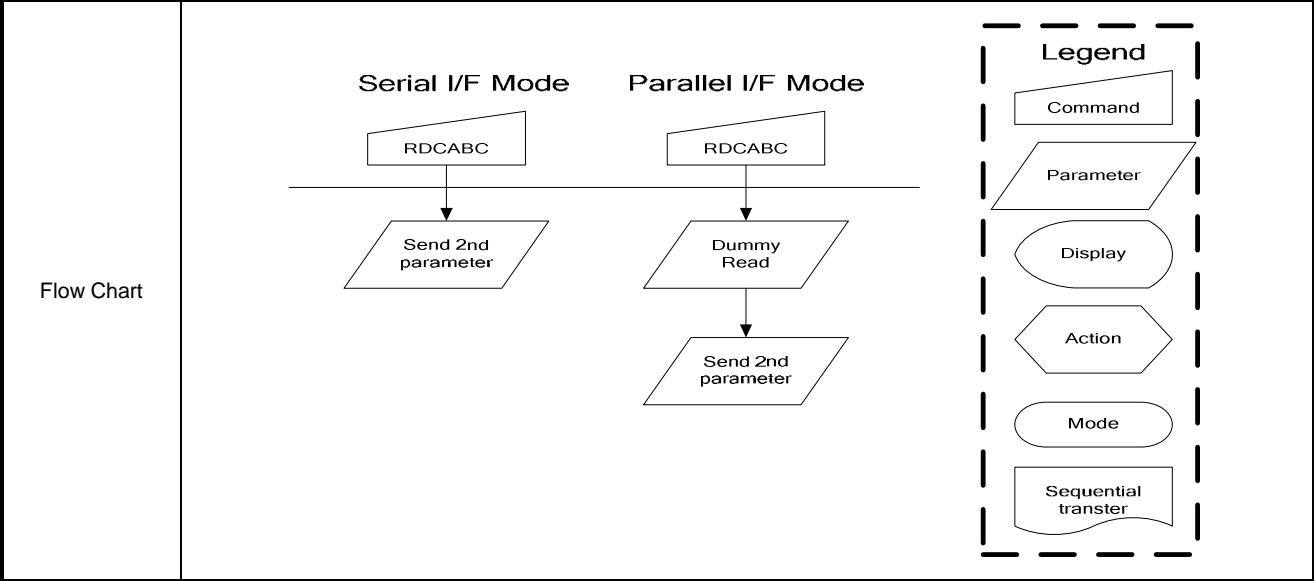 Flow Chart
Serial I/F Mode
RDCABC
Send 2nd
parameter
Parallel I/F Mode
RDCABC
Dummy
Read
Send 2nd
parameter
Legend
Command
Parameter
Display
Action
Mode
Sequential
transter